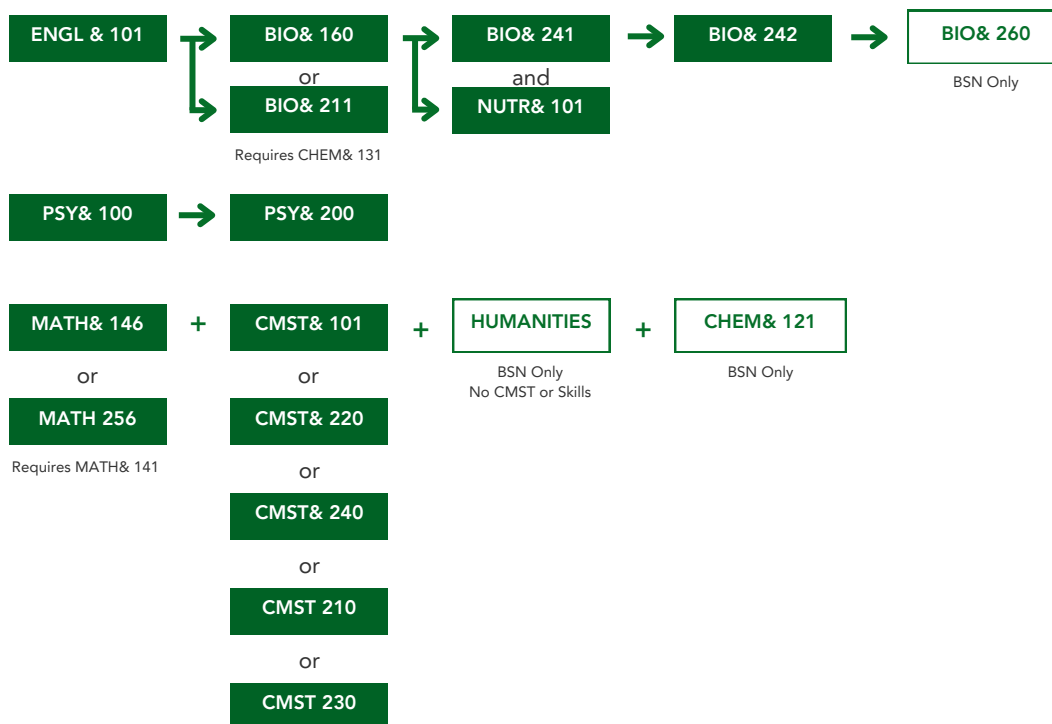 ENGL & 101
BIO& 160
BIO& 241
BIO& 242
BIO& 260
or
and
BSN Only
BIO& 211
NUTR& 101
Requires CHEM& 131
PSY& 100
PSY& 200
MATH& 146
+
CMST& 101
+
HUMANITIES
+
CHEM& 121
or
or
BSN Only
No CMST or Skills
BSN Only
MATH 256
CMST& 220
Requires MATH& 141
or
CMST& 240
or
CMST 210
or
CMST 230